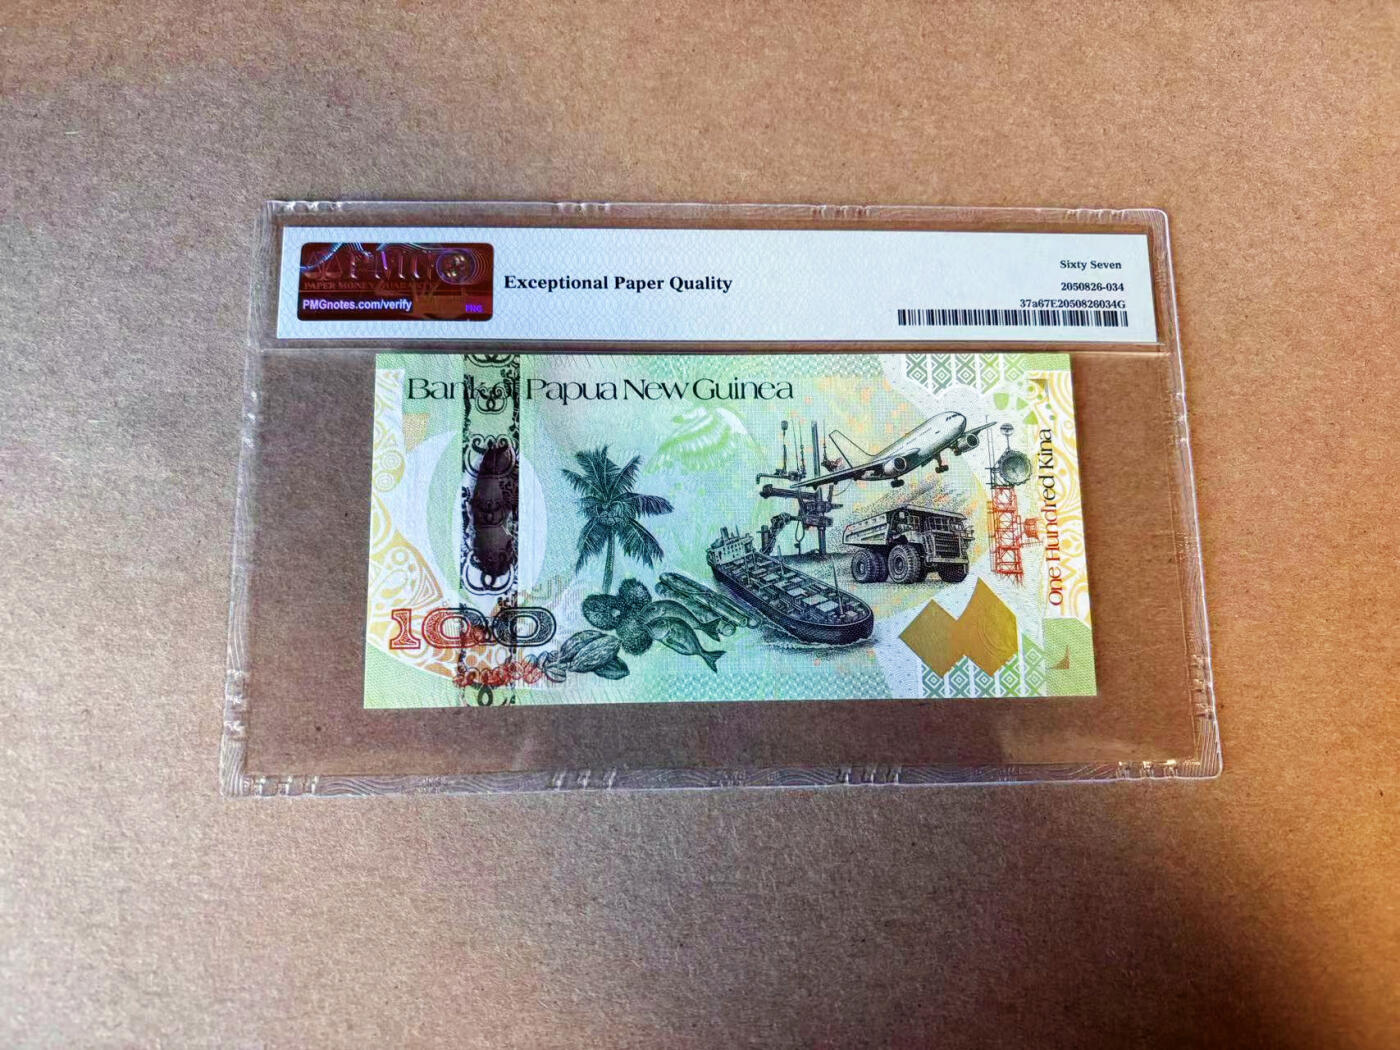 PMG
PAPER MONEY GUARANTY
PMGnotes.com/verify
Exceptional Paper Quality
Sixty Seven
2050826-034
37a67E2050826034G
Bank of Papua New Guinea
One Hundred Kina
100